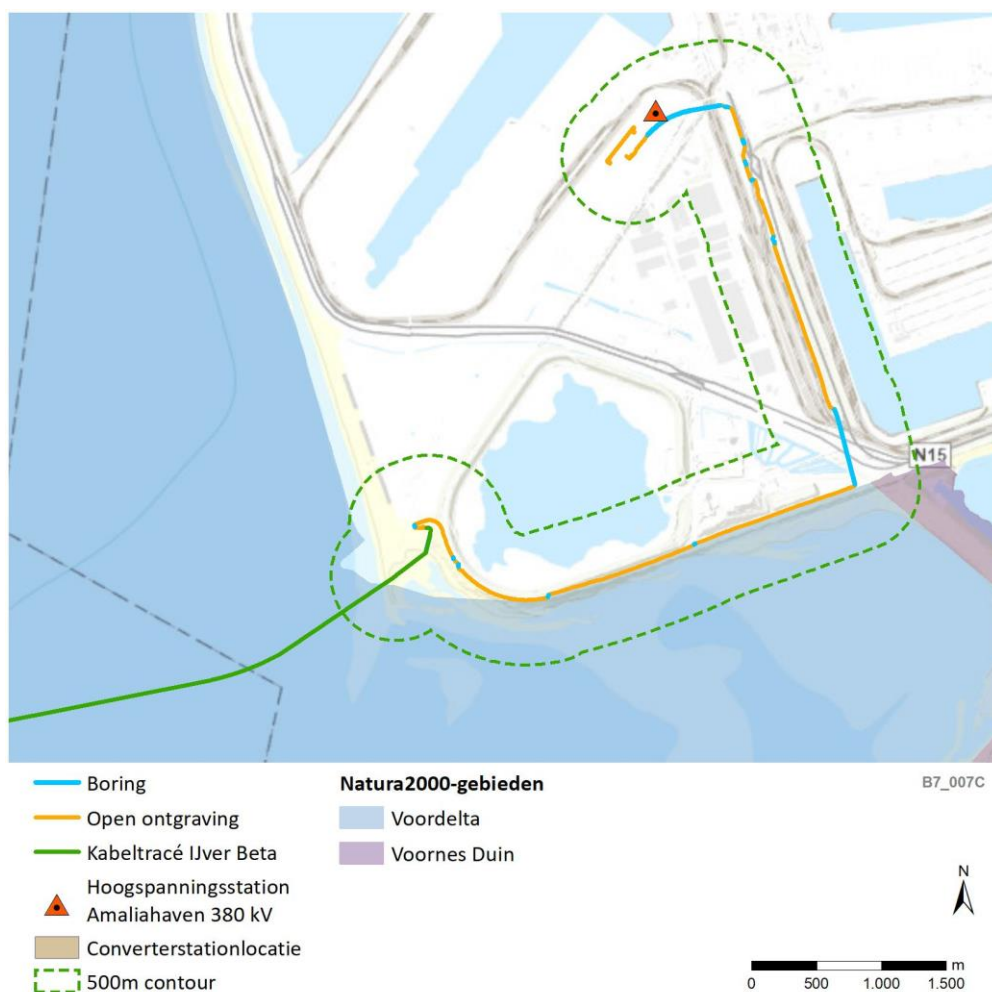 N15
Boring
Open ontgraving
Kabeltracé IJver Beta
Hoogspanningsstation
Amaliahaven 380 kV
Converterstationlocatie
500m contour
Natura2000-gebieden
Voordelta
Voornes Duin
B7_007C
N
m
0 500 1.000 1.500